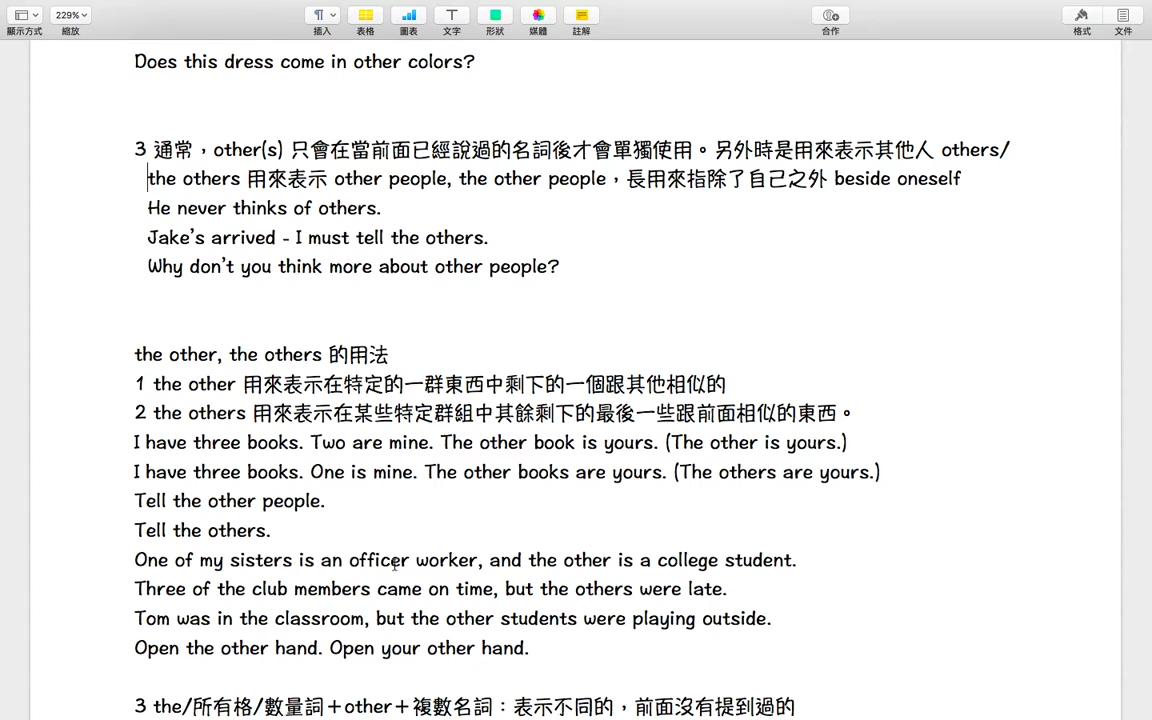 229%
顯示方式 縮放 插入 表格 圖表 文字 形狀 媒體 註解 合作 格式 文件
Does this dress come in other colors?
3 通常，other(s) 只會在當前面已經說過的名詞後才會單獨使用。另外時是用來表示其他人 others/
the others 用來表示 other people, the other people，長用來指除了自己之外 beside oneself
He never thinks of others.
Jake's arrived - I must tell the others.
Why don't you think more about other people?
the other, the others 的用法
1 the other 用來表示在特定的一群東西中剩下的一個跟其他相似的
2 the others 用來表示在某些特定群組中其餘剩下的最後一些跟前面相似的東西。
I have three books. Two are mine. The other book is yours. (The other is yours.)
I have three books. One is mine. The other books are yours. (The others are yours.)
Tell the other people.
Tell the others.
One of my sisters is an officer worker, and the other is a college student.
Three of the club members came on time, but the others were late.
Tom was in the classroom, but the other students were playing outside.
Open the other hand. Open your other hand.
3 the/所有格/數量詞＋other＋複數名詞：表示不同的，前面沒有提到過的